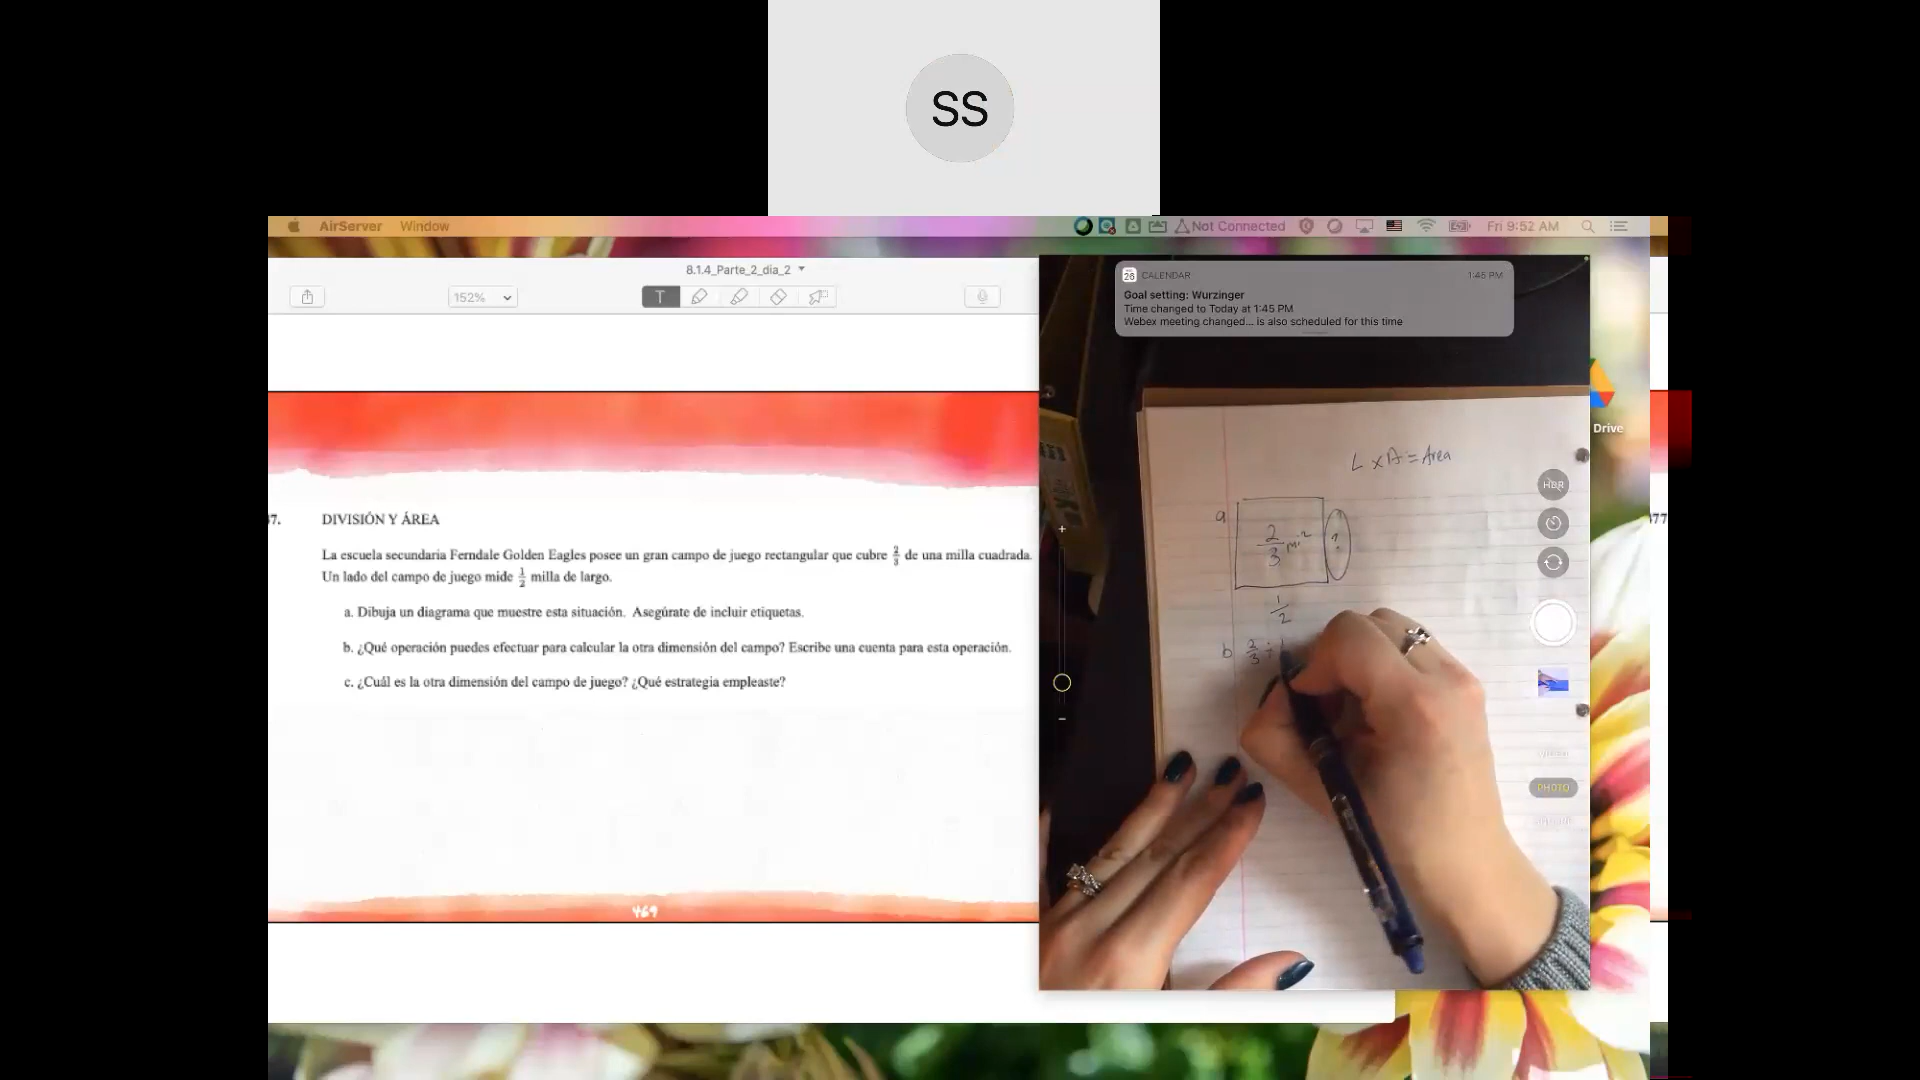 SS
AirServer Window
Not Connected Fri 9:52 AM
8.1.4_Parte_2_dia_2
152% T
26 CALENDAR 1:45 PM
Goal setting: Wurzinger
Time changed to Today at 1:45 PM
Webex meeting changed... is also scheduled for this time
Drive
L x A = Area
HDR
a 2/3 mi² ?
1/2
b 2/3 ÷
PHOTO
7. DIVISIÓN Y ÁREA
La escuela secundaria Ferndale Golden Eagles posee un gran campo de juego rectangular que cubre 2/3 de una milla cuadrada.
Un lado del campo de juego mide 1/2 milla de largo.
a. Dibuja un diagrama que muestre esta situación. Asegúrate de incluir etiquetas.
b. ¿Qué operación puedes efectuar para calcular la otra dimensión del campo? Escribe una cuenta para esta operación.
c. ¿Cuál es la otra dimensión del campo de juego? ¿Qué estrategia empleaste?
469